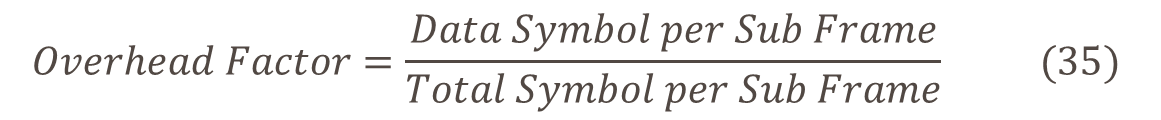 Overhead Factor = Data Symbol per Sub Frame / Total Symbol per Sub Frame (35)